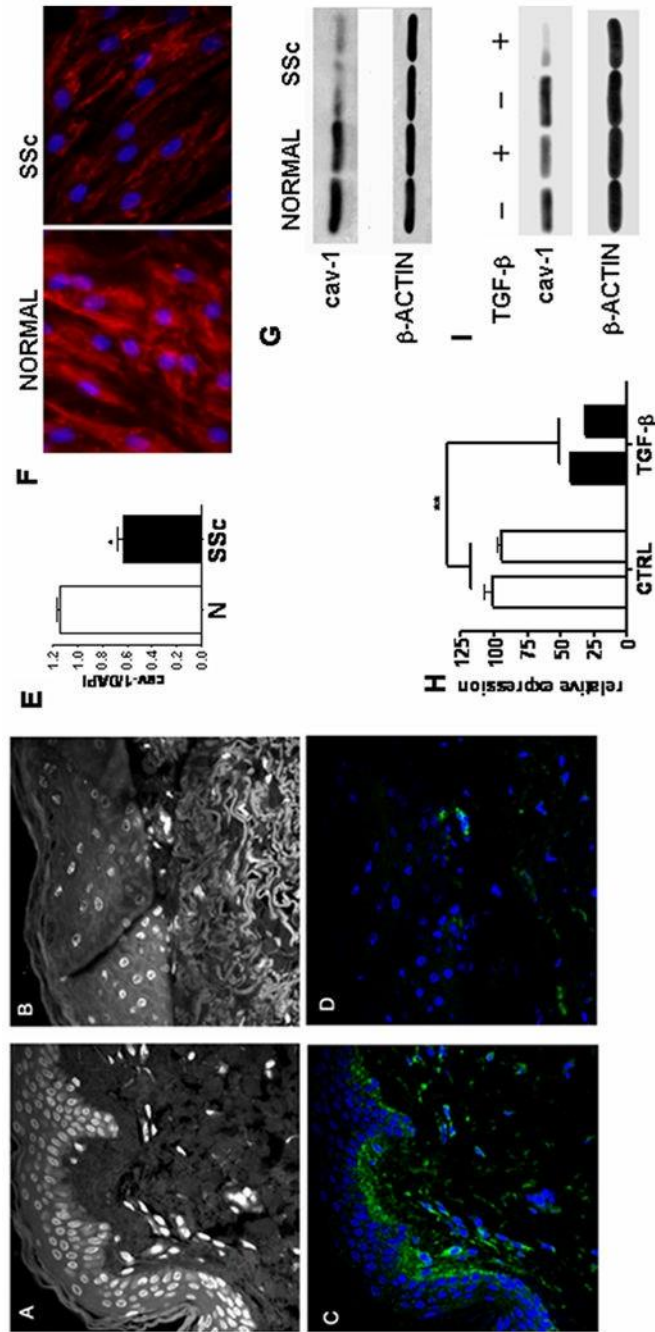 A
B
C
D
E
cav-1/DAPI
1.2
1.0
0.8
0.6
0.4
0.2
0.0
N
SSc
*
F
NORMAL
SSc
G
NORMAL
SSc
cav-1
β-ACTIN
H
relative expression
125
100
75
50
25
0
CTRL
TGF-β
I
TGF-β
− + − +
cav-1
β-ACTIN